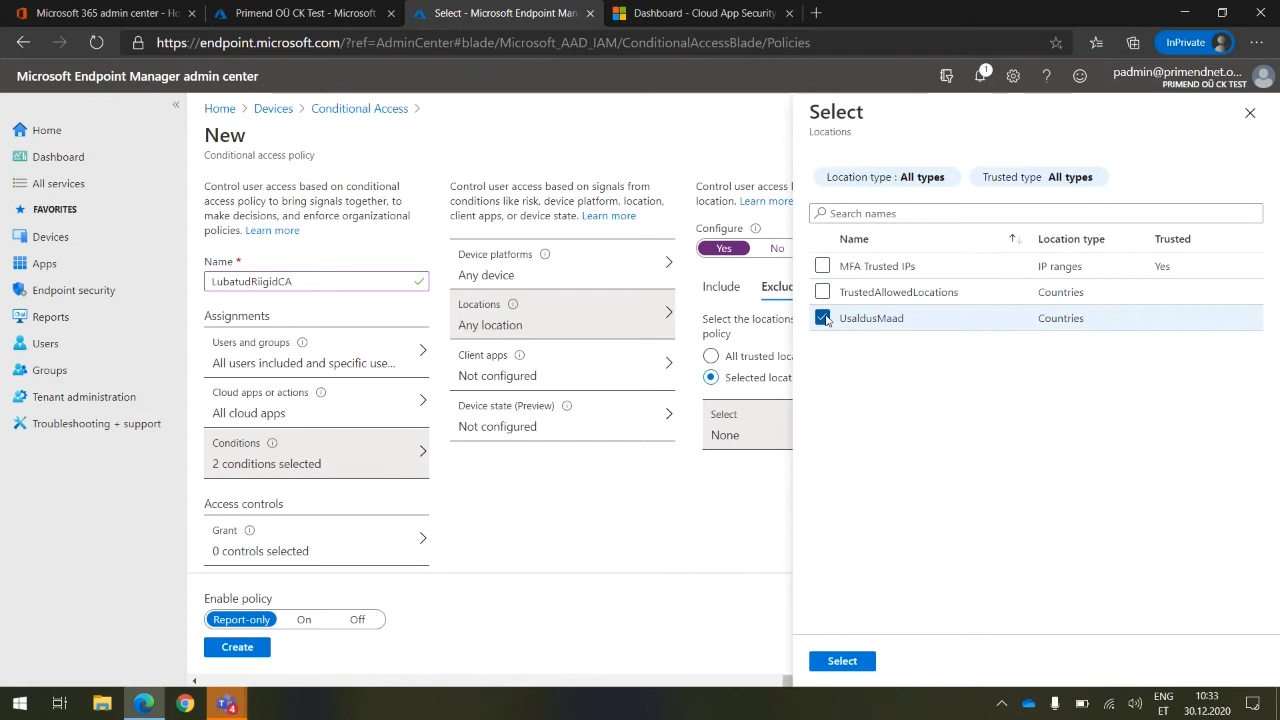 Microsoft 365 admin center - Ho
Primend OÜ CK Test - Microsoft
Select - Microsoft Endpoint Man
Dashboard - Cloud App Security
https://endpoint.microsoft.com/?ref=AdminCenter#blade/Microsoft_AAD_IAM/ConditionalAccessBlade/Policies
InPrivate
Microsoft Endpoint Manager admin center
1
padmin@primendnet.o...
PRIMEND OÜ CK TEST
Home
Dashboard
All services
FAVORITES
Devices
Apps
Endpoint security
Reports
Users
Groups
Tenant administration
Troubleshooting + support
Home > Devices > Conditional Access >
New
Conditional access policy
Control user access based on conditional
access policy to bring signals together, to
make decisions, and enforce organizational
policies. Learn more
Name *
LubatudRiigidCA
Assignments
Users and groups
All users included and specific use...
Cloud apps or actions
All cloud apps
Conditions
2 conditions selected
Access controls
Grant
0 controls selected
Enable policy
Report-only On Off
Create
Control user access based on signals from
conditions like risk, device platform, location,
client apps, or device state. Learn more
Device platforms
Any device
Locations
Any location
Client apps
Not configured
Device state (Preview)
Not configured
Control user access
location. Learn more
Configure
Yes No
Include Exclu
Select the locations
policy
All trusted loca
Selected locat
Select
None
Select
Locations
Location type : All types Trusted type All types
Search names
Name Location type Trusted
MFA Trusted IPs IP ranges Yes
TrustedAllowedLocations Countries
UsaldusMaad Countries
Select
4
ENG
ET
10:33
30.12.2020